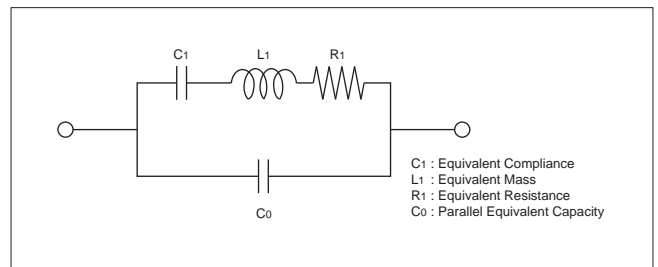 C1 L1 R1
C0
C1 : Equivalent Compliance
L1 : Equivalent Mass
R1 : Equivalent Resistance
C0 : Parallel Equivalent Capacity